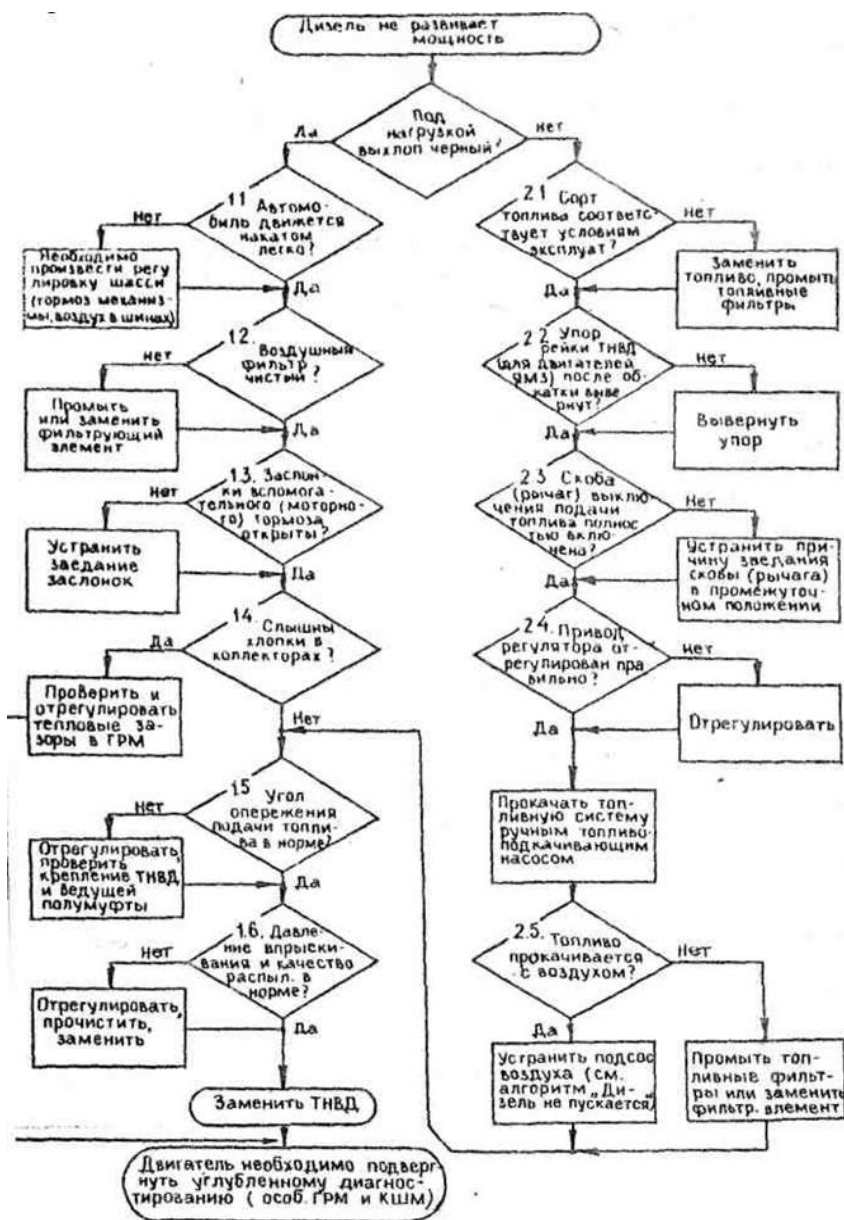 Дизель не развивает
мощность
Под
нагрузкой
выхлоп черный?
Да
нет
1.1 Автомо-
биль движется
накатом
легко?
Нет
Необходимо
произвести регу
лировку шасси
(тормоз механиз-
мы, воздух в шинах)
Да
1.2. Воздушный
фильтр
чистый?
нет
Промыть
или заменить
фильтрующий
элемент
Да
1.3. Заслон-
ки вспомога-
тельного (моторно-
го) тормоза
открыты?
нет
Устранить
заедание
заслонок
Да
1.4. Слышны
хлопки в
коллекторах?
Да
Проверить и
отрегулировать
тепловые за-
зоры в ГРМ
Нет
1.5 Угол
опережения
подачи топли-
ва в норме?
Нет
Отрегулировать,
проверить
крепление ТНВД
и ведущей
полумуфты
Да
1.6. Давле-
ние впрыски-
вания и качество
распыл. в
норме?
Нет
Отрегулировать,
прочистить,
заменить
Да
Заменить ТНВД
Двигатель необходимо подверг-
нуть углубленному диагно-
стированию ( особ. ГРМ и КШМ)
2.1 Сорт
топлива соответс-
твует условиям
эксплуат?
Нет
Заменить
топливо, промыть
топливные
фильтры
Да
2.2. Упор
рейки ТНВД
(для двигателей
ЯМЗ) после об-
катки выве
рнут?
Нет
Вывернуть
упор
Да
2.3 Скоба
(рычаг) выклю-
чения подачи
топлива полнос-
тью вклю-
чена?
Нет
Устранить при-
чину заедания
скобы (рычага)
в промежуточ-
ном положении
Да
2.4. Привод
регулятора от-
регулирован пра
вильно?
нет
Отрегулировать
Да
Прокачать топ-
ливную систему
ручным топливо-
подкачивающим
насосом
2.5. Топливо
прокачивается
с воздухом?
Нет
Да
Устранить подсос
воздуха (см.
алгоритм „Ди-
зель не пускается)
Промыть топ-
ливные фильт-
ры или заменить
фильтр. элемент